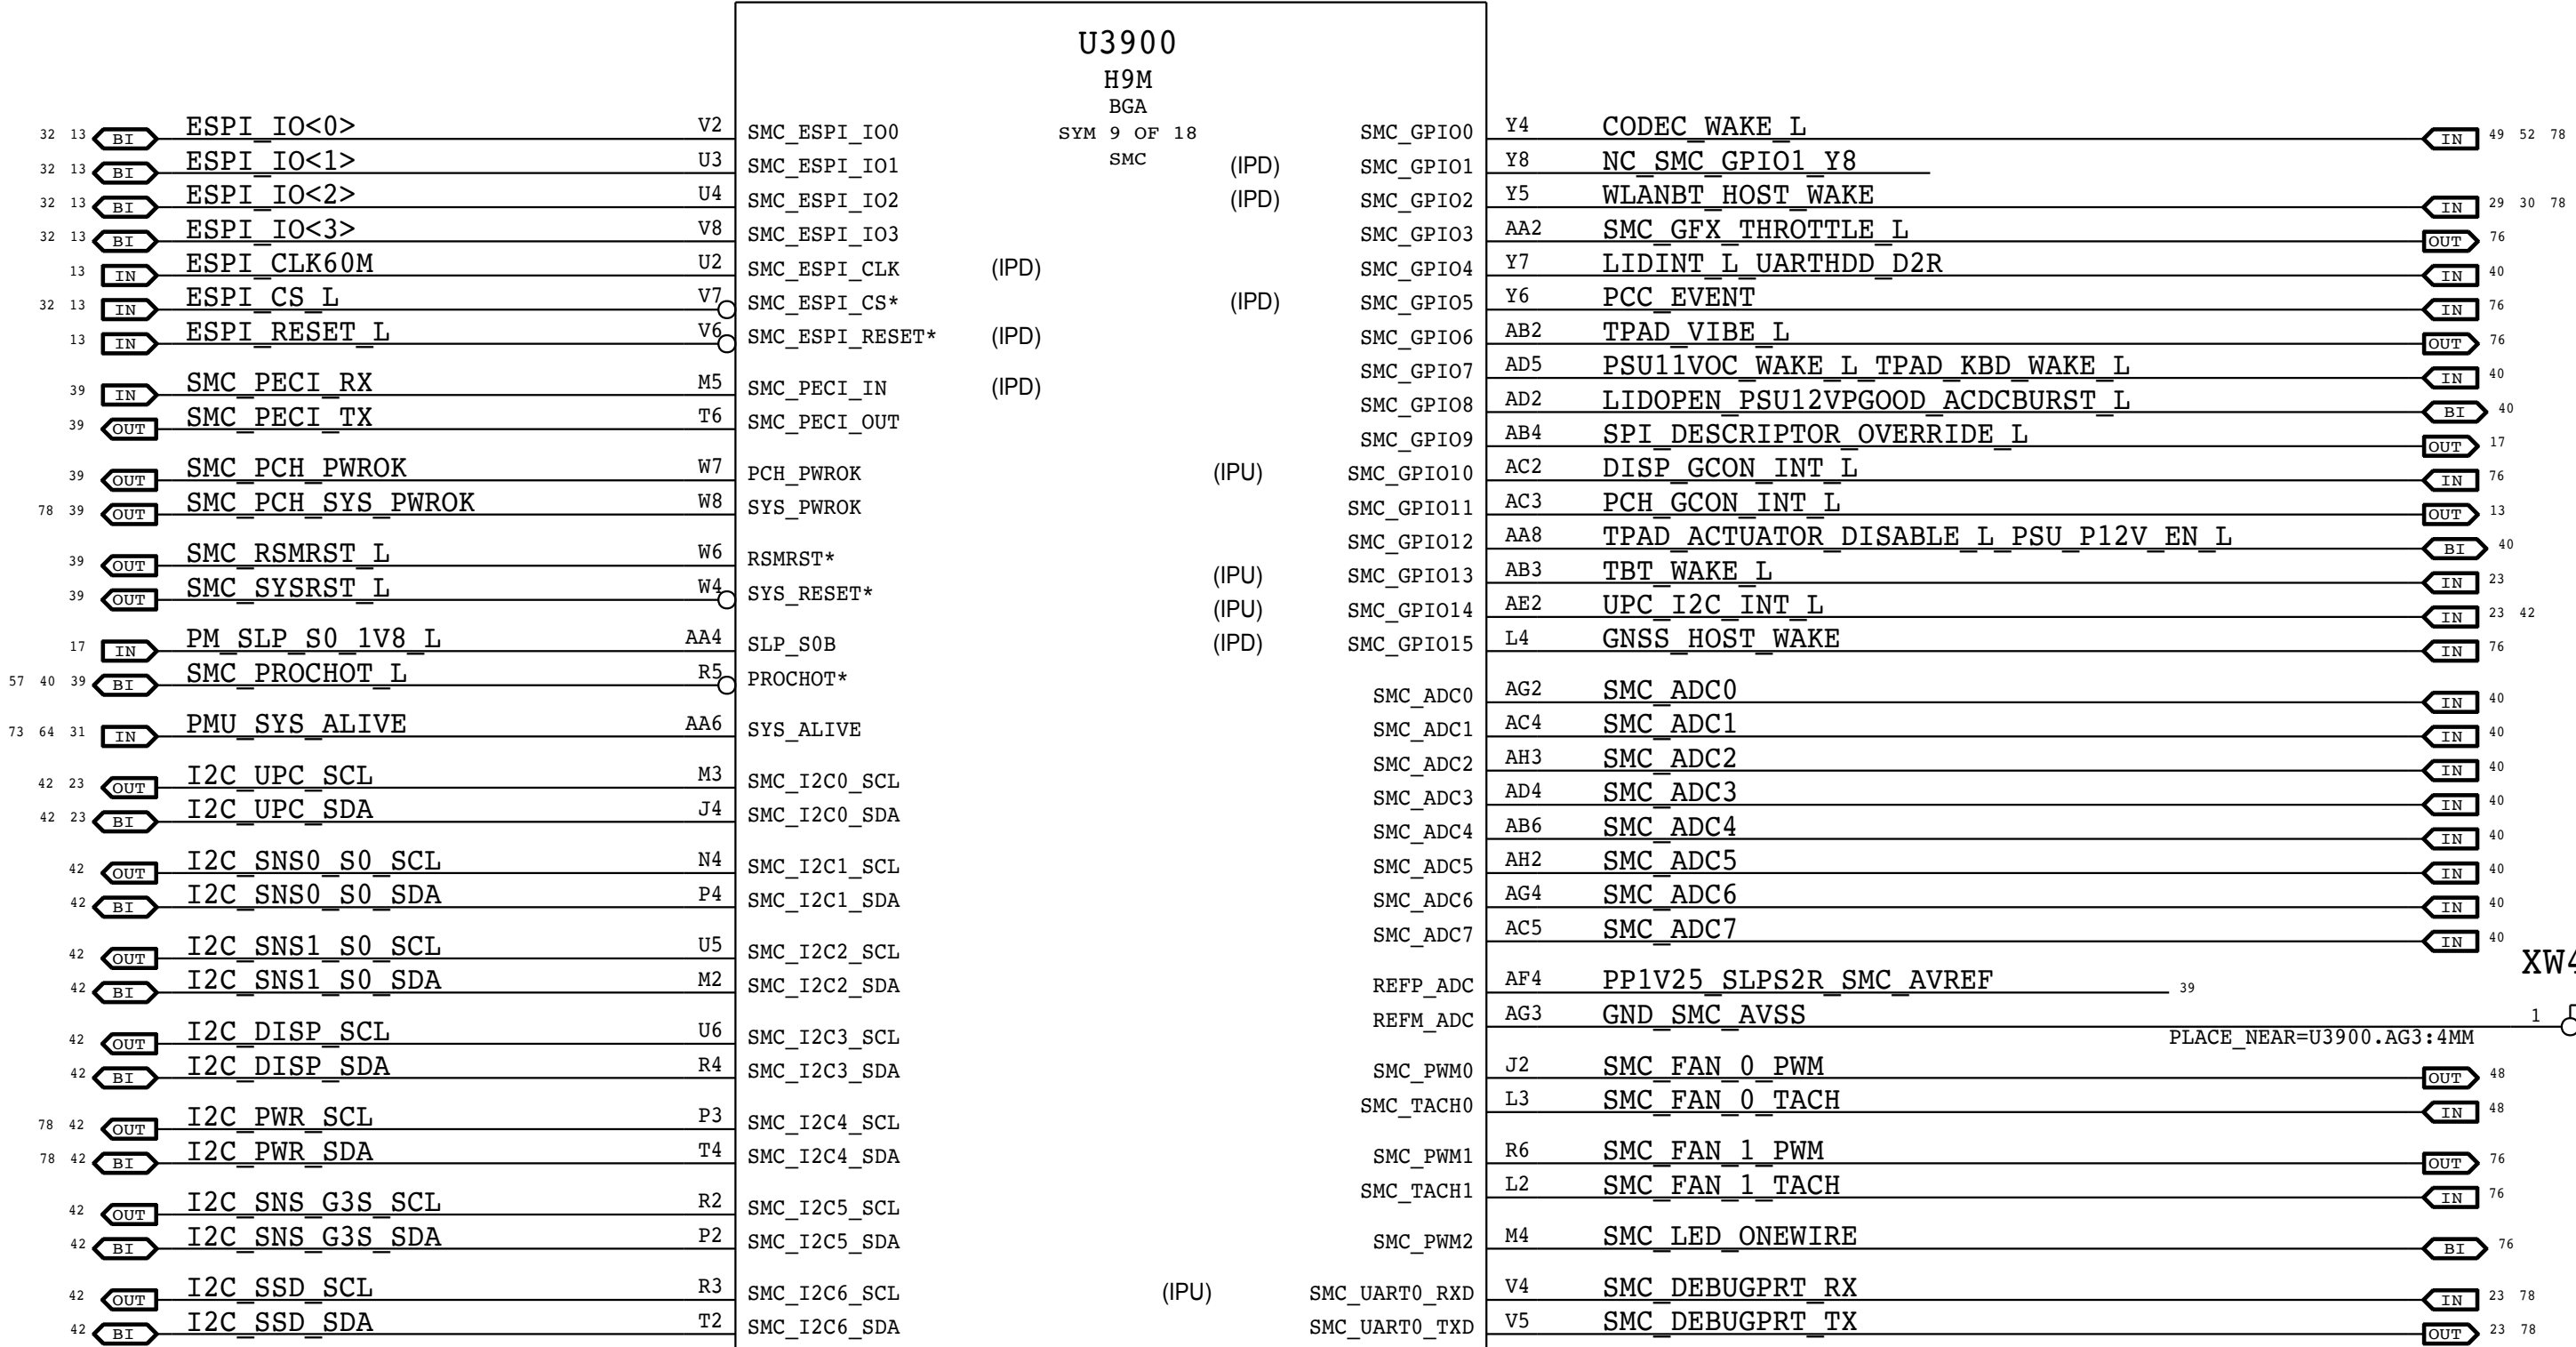 U3900
H9M
BGA
SYM 9 OF 18
SMC
32 13 BI ESPI_IO<0> V2 SMC_ESPI_IO0
32 13 BI ESPI_IO<1> U3 SMC_ESPI_IO1
32 13 BI ESPI_IO<2> U4 SMC_ESPI_IO2
32 13 BI ESPI_IO<3> V8 SMC_ESPI_IO3
13 IN ESPI_CLK60M U2 SMC_ESPI_CLK (IPD)
32 13 IN ESPI_CS_L V7 SMC_ESPI_CS*
13 IN ESPI_RESET_L V6 SMC_ESPI_RESET* (IPD)
39 IN SMC_PECI_RX M5 SMC_PECI_IN (IPD)
39 OUT SMC_PECI_TX T6 SMC_PECI_OUT
39 OUT SMC_PCH_PWROK W7 PCH_PWROK
78 39 OUT SMC_PCH_SYS_PWROK W8 SYS_PWROK
39 OUT SMC_RSMRST_L W6 RSMRST*
39 OUT SMC_SYSRST_L W4 SYS_RESET*
17 IN PM_SLP_S0_1V8_L AA4 SLP_S0B
57 40 39 BI SMC_PROCHOT_L R5 PROCHOT*
73 64 31 IN PMU_SYS_ALIVE AA6 SYS_ALIVE
42 23 OUT I2C_UPC_SCL M3 SMC_I2C0_SCL
42 23 BI I2C_UPC_SDA J4 SMC_I2C0_SDA
42 OUT I2C_SNS0_S0_SCL N4 SMC_I2C1_SCL
42 BI I2C_SNS0_S0_SDA P4 SMC_I2C1_SDA
42 OUT I2C_SNS1_S0_SCL U5 SMC_I2C2_SCL
42 BI I2C_SNS1_S0_SDA M2 SMC_I2C2_SDA
42 OUT I2C_DISP_SCL U6 SMC_I2C3_SCL
42 BI I2C_DISP_SDA R4 SMC_I2C3_SDA
78 42 OUT I2C_PWR_SCL P3 SMC_I2C4_SCL
78 42 BI I2C_PWR_SDA T4 SMC_I2C4_SDA
42 OUT I2C_SNS_G3S_SCL R2 SMC_I2C5_SCL
42 BI I2C_SNS_G3S_SDA P2 SMC_I2C5_SDA
42 OUT I2C_SSD_SCL R3 SMC_I2C6_SCL
42 BI I2C_SSD_SDA T2 SMC_I2C6_SDA
SMC_GPIO0 Y4 CODEC_WAKE_L IN 49 52 78
(IPD) SMC_GPIO1 Y8 NC_SMC_GPIO1_Y8
(IPD) SMC_GPIO2 Y5 WLANBT_HOST_WAKE IN 29 30 78
SMC_GPIO3 AA2 SMC_GFX_THROTTLE_L OUT 76
SMC_GPIO4 Y7 LIDINT_L_UARTHDD_D2R IN 40
(IPD) SMC_GPIO5 Y6 PCC_EVENT IN 76
SMC_GPIO6 AB2 TPAD_VIBE_L OUT 76
SMC_GPIO7 AD5 PSU11VOC_WAKE_L_TPAD_KBD_WAKE_L IN 40
SMC_GPIO8 AD2 LIDOPEN_PSU12VPGOOD_ACDCBURST_L BI 40
SMC_GPIO9 AB4 SPI_DESCRIPTOR_OVERRIDE_L OUT 17
(IPU) SMC_GPIO10 AC2 DISP_GCON_INT_L IN 76
SMC_GPIO11 AC3 PCH_GCON_INT_L OUT 13
SMC_GPIO12 AA8 TPAD_ACTUATOR_DISABLE_L_PSU_P12V_EN_L BI 40
(IPU) SMC_GPIO13 AB3 TBT_WAKE_L IN 23
(IPU) SMC_GPIO14 AE2 UPC_I2C_INT_L IN 23 42
(IPD) SMC_GPIO15 L4 GNSS_HOST_WAKE IN 76
SMC_ADC0 AG2 SMC_ADC0 IN 40
SMC_ADC1 AC4 SMC_ADC1 IN 40
SMC_ADC2 AH3 SMC_ADC2 IN 40
SMC_ADC3 AD4 SMC_ADC3 IN 40
SMC_ADC4 AB6 SMC_ADC4 IN 40
SMC_ADC5 AH2 SMC_ADC5 IN 40
SMC_ADC6 AG4 SMC_ADC6 IN 40
SMC_ADC7 AC5 SMC_ADC7 IN 40
XW4
REFP_ADC AF4 PP1V25_SLPS2R_SMC_AVREF 39
REFM_ADC AG3 GND_SMC_AVSS 1
PLACE_NEAR=U3900.AG3:4MM
SMC_PWM0 J2 SMC_FAN_0_PWM OUT 48
SMC_TACH0 L3 SMC_FAN_0_TACH IN 48
SMC_PWM1 R6 SMC_FAN_1_PWM OUT 76
SMC_TACH1 L2 SMC_FAN_1_TACH IN 76
SMC_PWM2 M4 SMC_LED_ONEWIRE BI 76
(IPU) SMC_UART0_RXD V4 SMC_DEBUGPRT_RX IN 23 78
SMC_UART0_TXD V5 SMC_DEBUGPRT_TX OUT 23 78